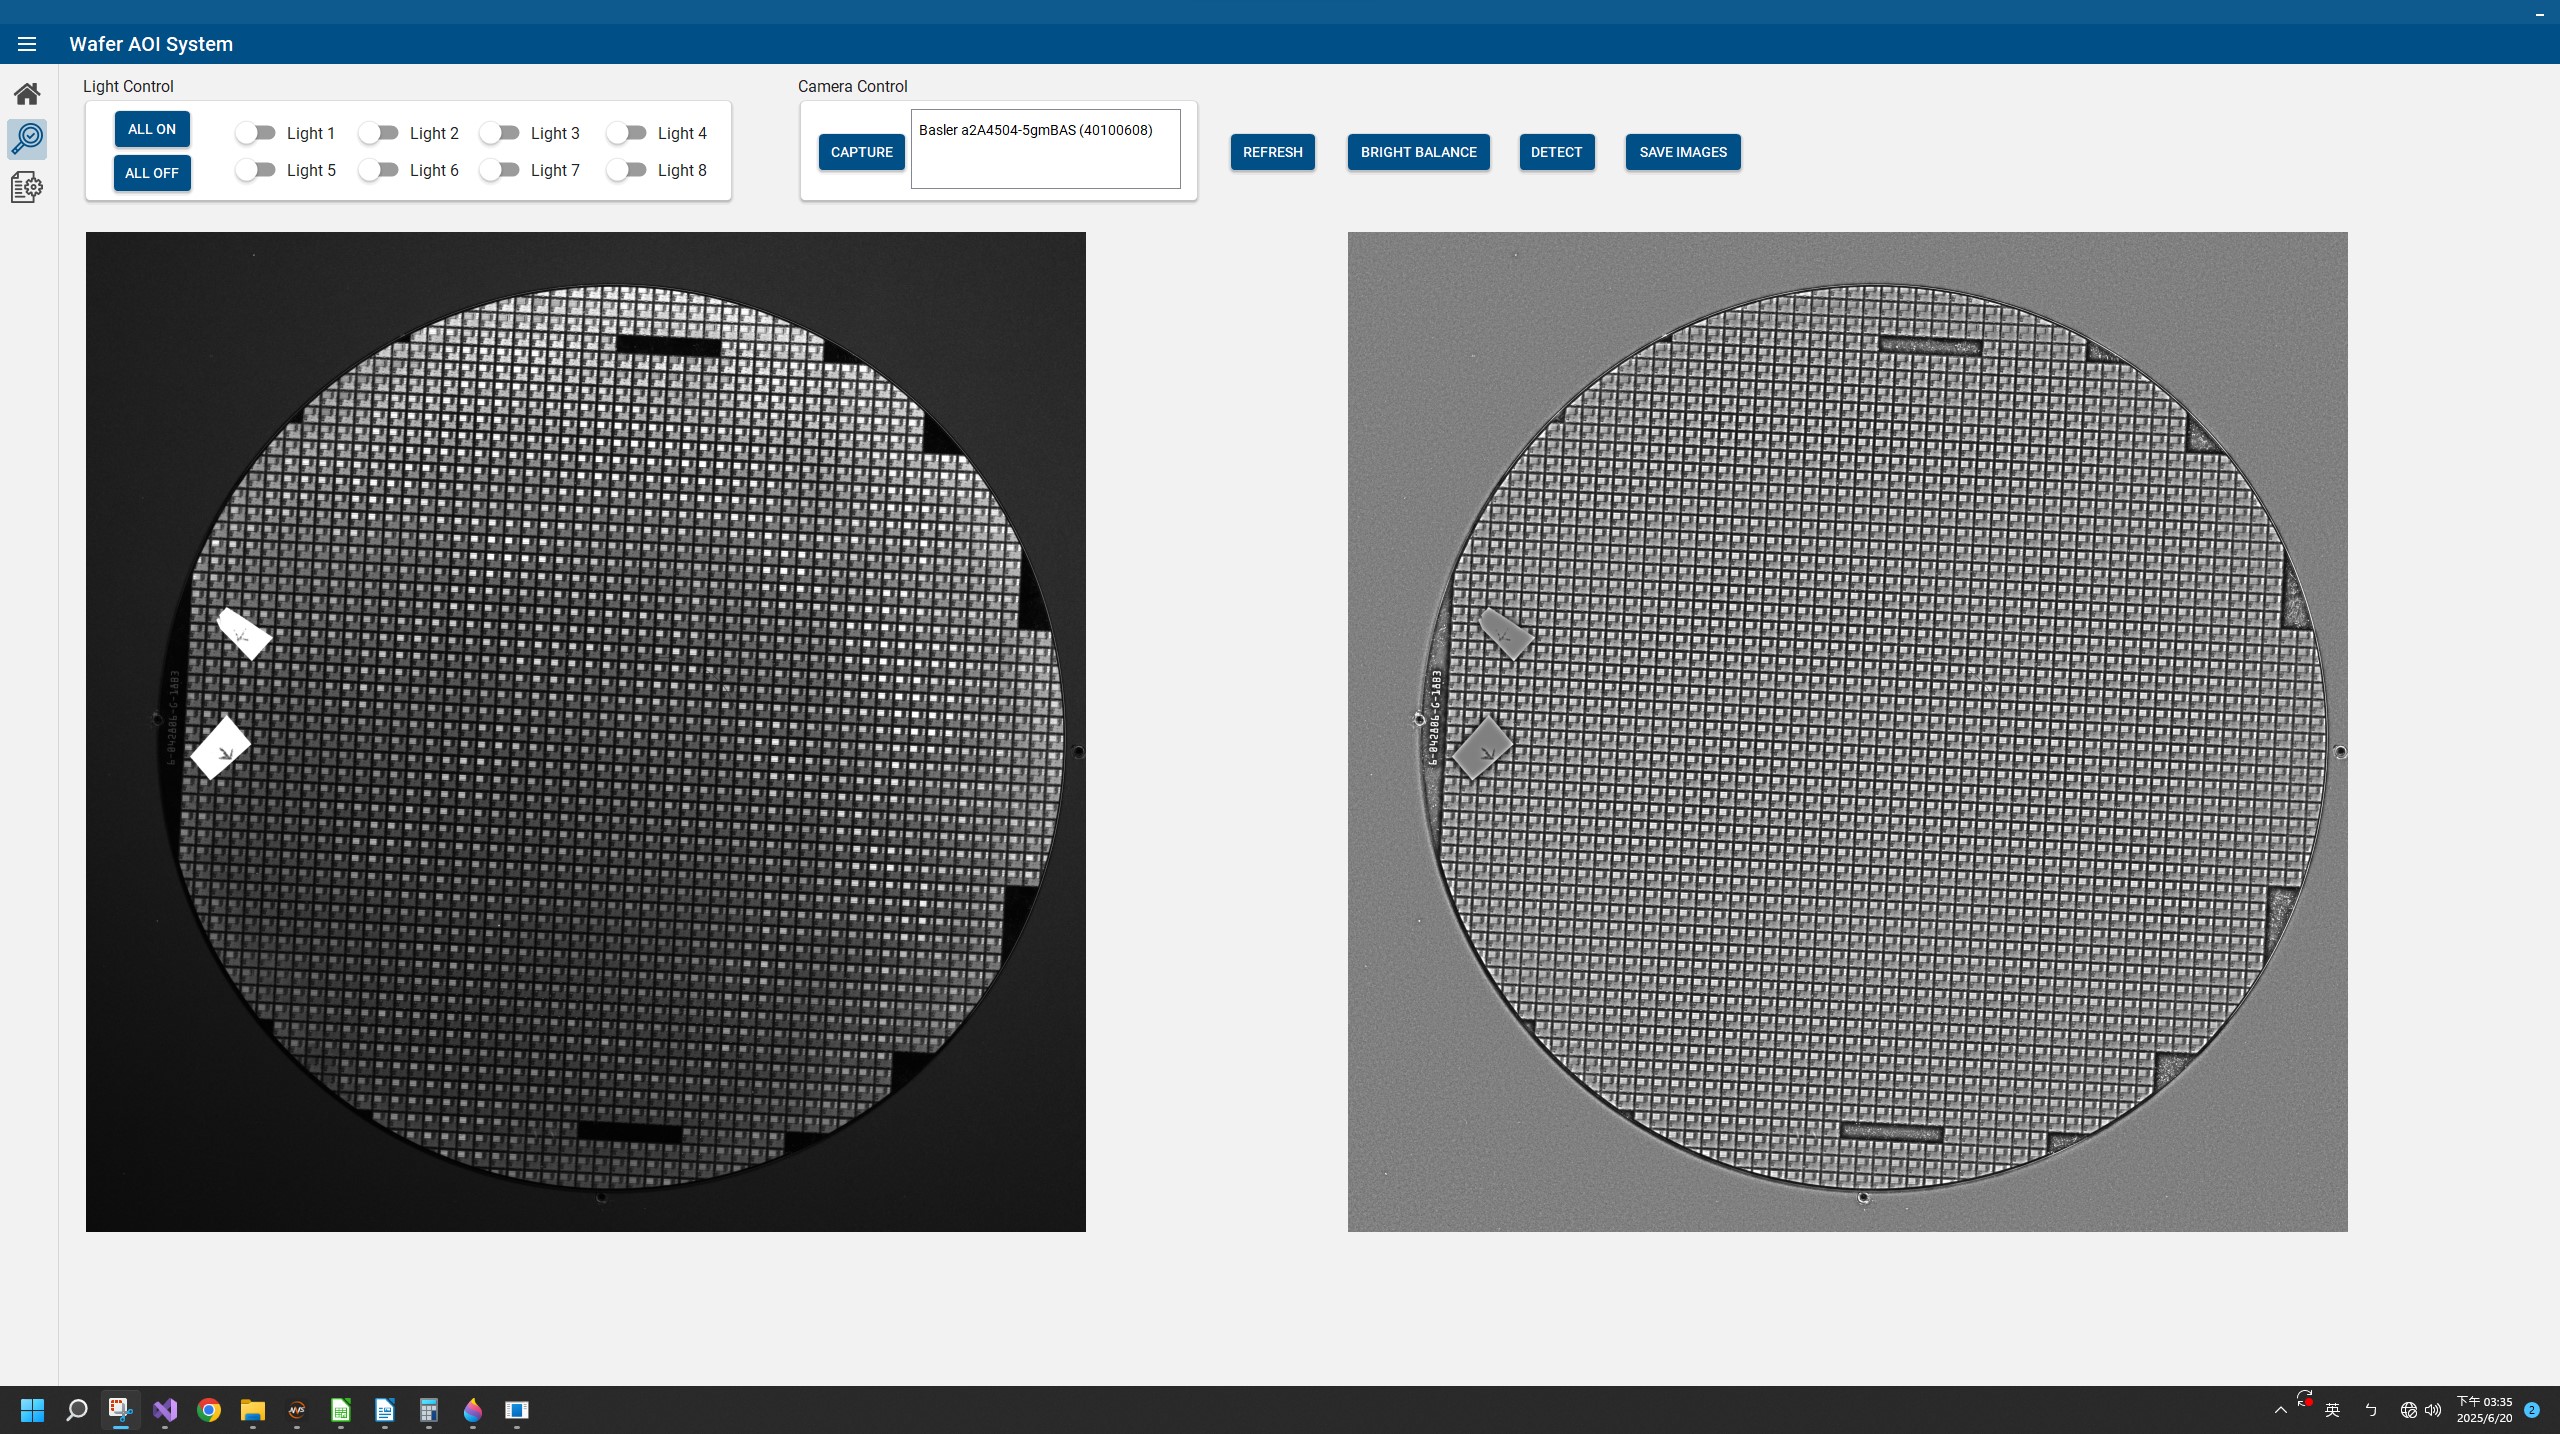 Wafer AOI System
Light Control
ALL ON
Light 1
Light 2
Light 3
Light 4
ALL OFF
Light 5
Light 6
Light 7
Light 8
Camera Control
CAPTURE
Basler a2A4504-5gmBAS (40100608)
REFRESH
BRIGHT BALANCE
DETECT
SAVE IMAGES
英
ㄅ
下午 03:35
2025/6/20
2